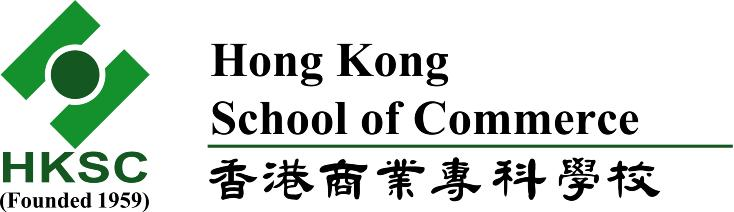 HKSC
(Founded 1959)
Hong Kong
School of Commerce
香港商業專科學校